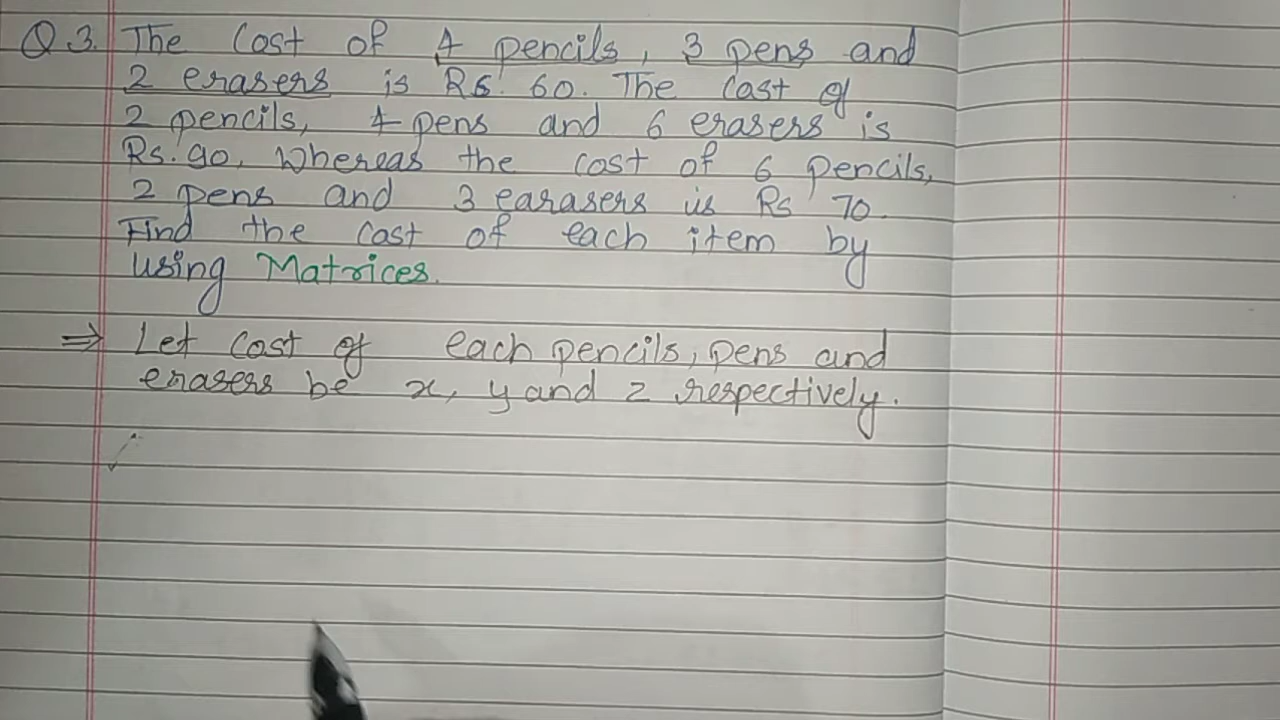 Q 3. The Cost of 4 pencils, 3 pens and
2 erasers is Rs. 60. The Cost of
2 pencils, 4 pens and 6 erasers is
Rs. 90, Whereas the cost of 6 pencils,
2 pens and 3 earasers is Rs 70.
Find the Cost of each item by
using Matrices.
⇒ Let Cost of each pencils, pens and
erasers be x, y and z respectively.